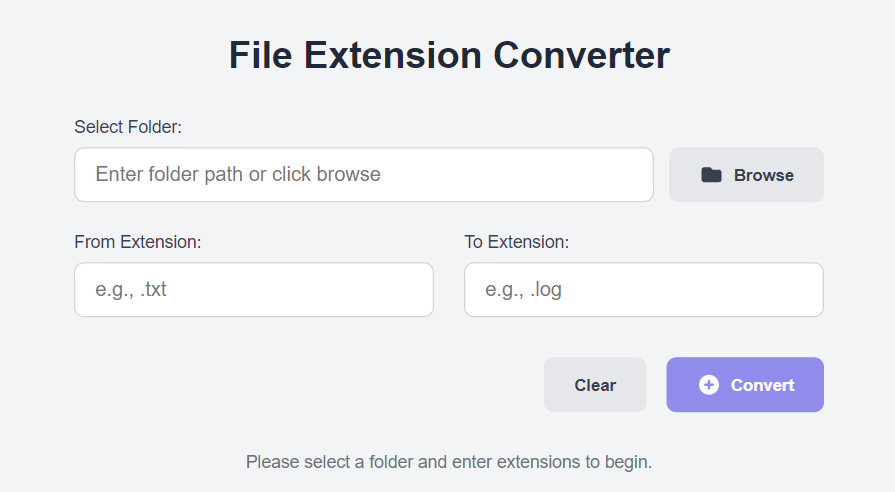 File Extension Converter
Select Folder:
Enter folder path or click browse
Browse
From Extension:
To Extension:
e.g., .txt
e.g., .log
Clear
Convert
Please select a folder and enter extensions to begin.